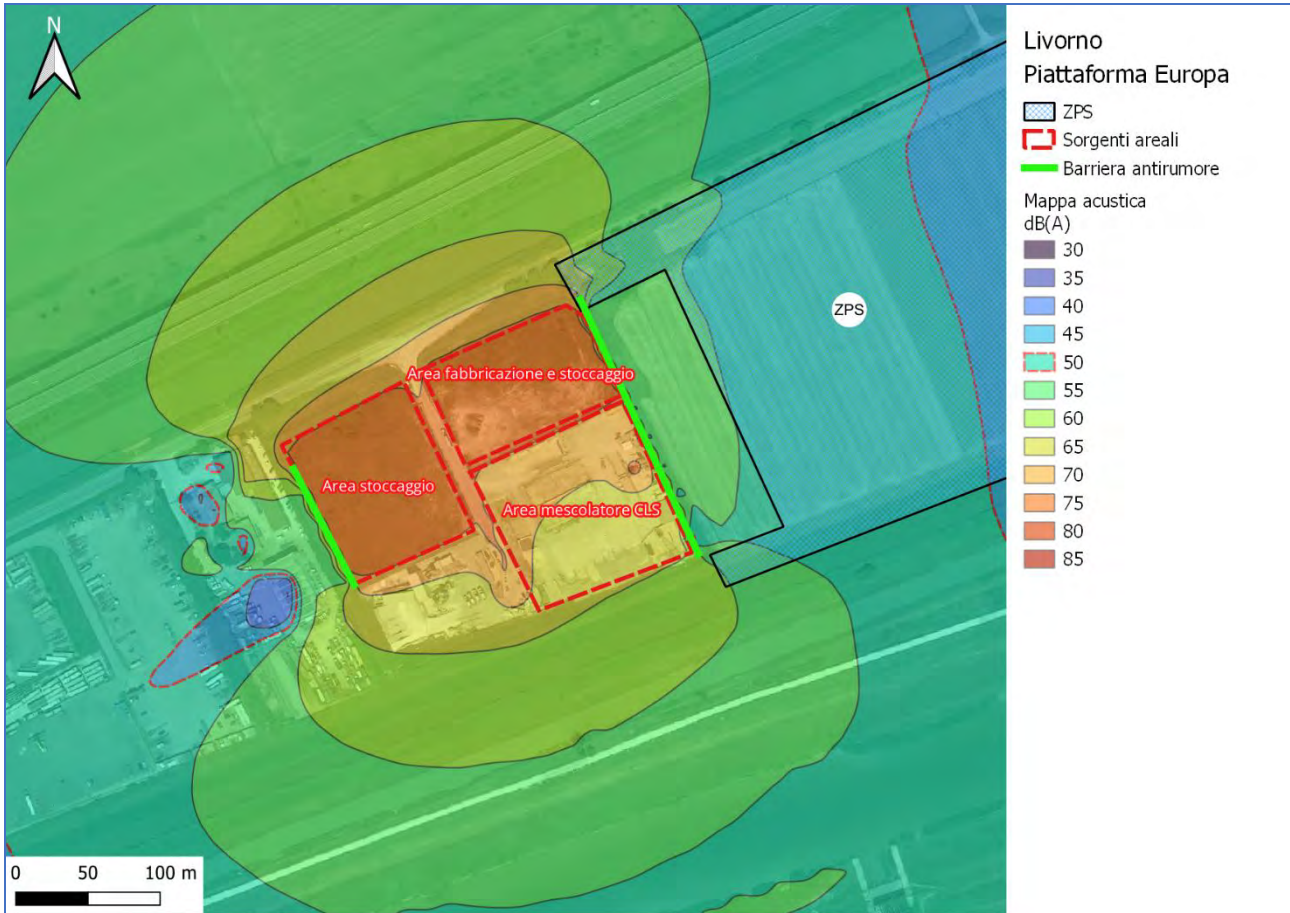 N
Livorno
Piattaforma Europa
ZPS
Sorgenti areali
Barriera antirumore
Mappa acustica
dB(A)
30
35
40
45
50
55
60
65
70
75
80
85
ZPS
Area fabbricazione e stoccaggio
Area stoccaggio
Area mescolatore CLS
0 50 100 m